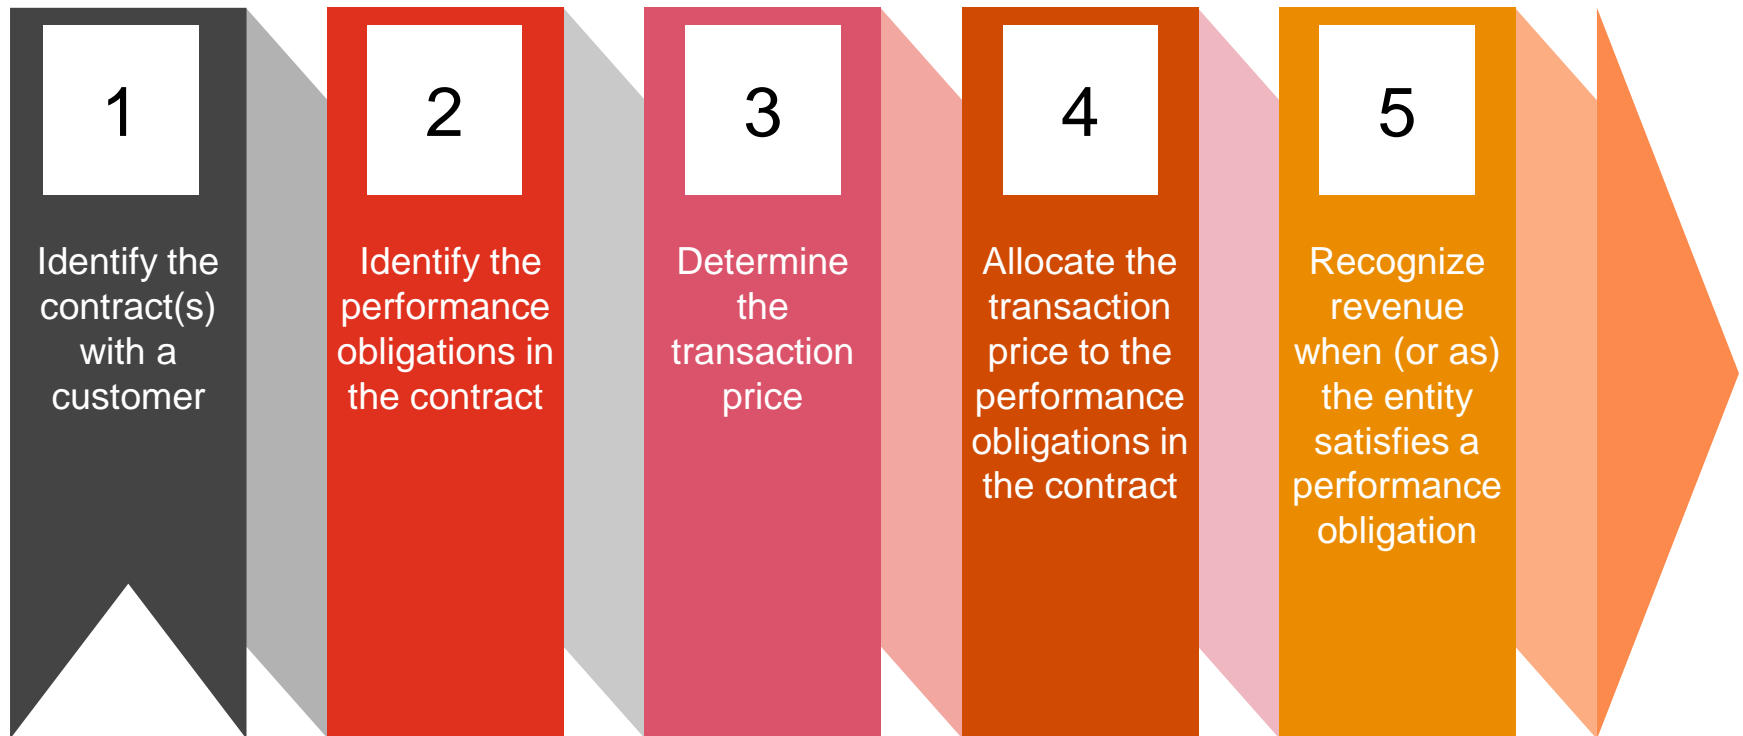 1
Identify the
contract(s)
with a
customer
2
Identify the
performance
obligations in
the contract
3
Determine
the
transaction
price
4
Allocate the
transaction
price to the
performance
obligations in
the contract
5
Recognize
revenue
when (or as)
the entity
satisfies a
performance
obligation